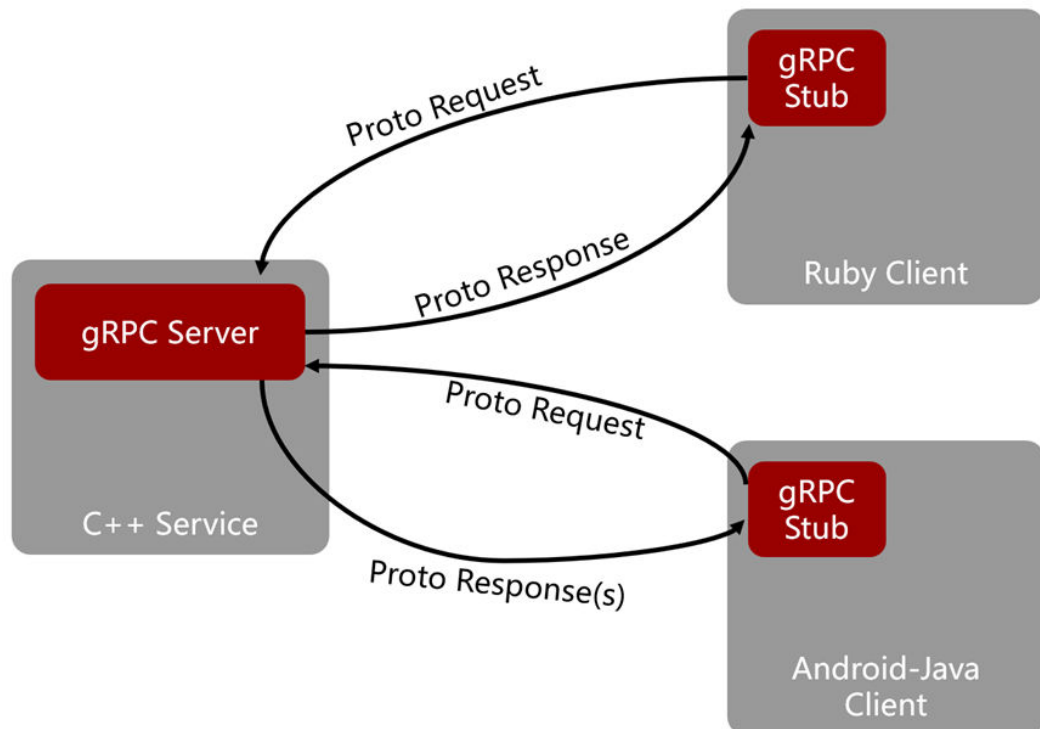 gRPC
Stub
Proto Request
Proto Response
Ruby Client
gRPC Server
C++ Service
Proto Request
gRPC
Stub
Proto Response(s)
Android-Java
Client